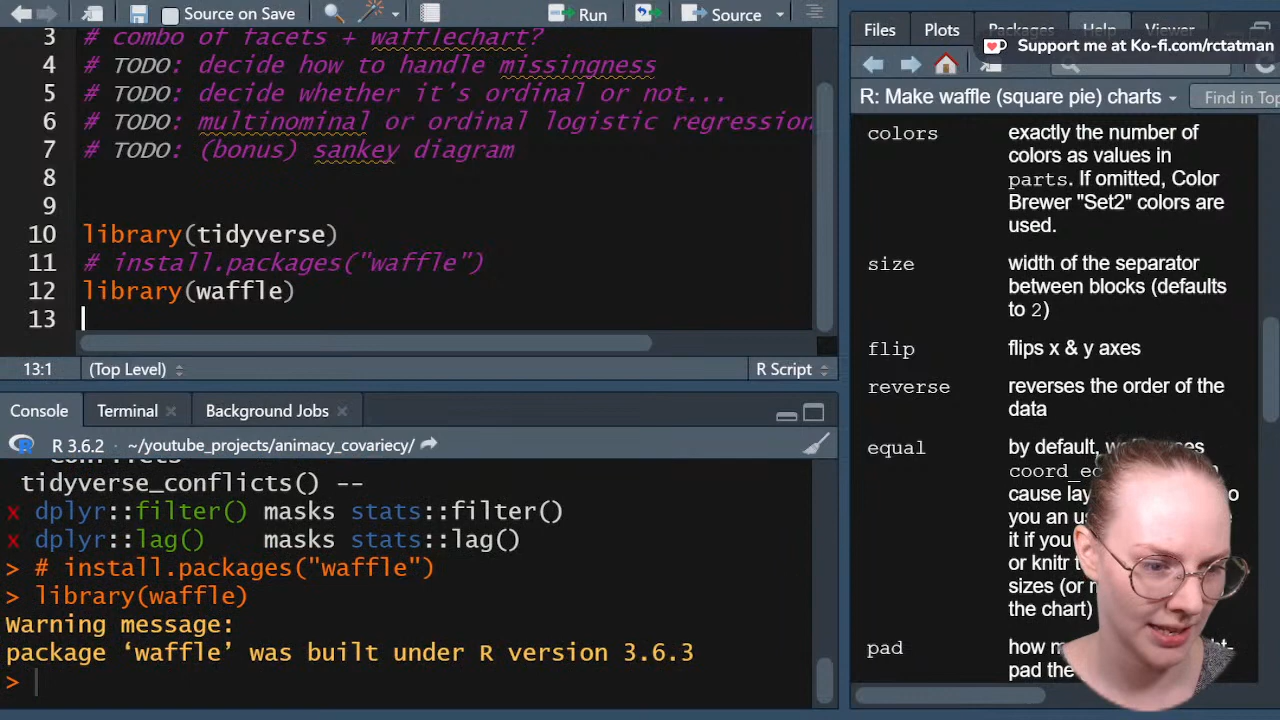 Source on Save
Run
Source
3 # combo of facets + wafflechart?
4 # TODO: decide how to handle missingness
5 # TODO: decide whether it's ordinal or not...
6 # TODO: multinominal or ordinal logistic regression
7 # TODO: (bonus) sankey diagram
8
9
10 library(tidyverse)
11 # install.packages("waffle")
12 library(waffle)
13
13:1 (Top Level) R Script
Console Terminal Background Jobs
R 3.6.2 · ~/youtube_projects/animacy_covariecy/
Conflicts
tidyverse_conflicts() --
x dplyr::filter() masks stats::filter()
x dplyr::lag() masks stats::lag()
> # install.packages("waffle")
> library(waffle)
Warning message:
package ‘waffle’ was built under R version 3.6.3
>
Files Plots Packages Help Viewer
Support me at Ko-fi.com/rctatman
R: Make waffle (square pie) charts Find in Top
colors exactly the number of
colors as values in
parts. If omitted, Color
Brewer "Set2" colors are
used.
size width of the separator
between blocks (defaults
to 2)
flip flips x & y axes
reverse reverses the order of the
data
equal by default,
cause
you an
it if you
or knitr
sizes (or
the chart)
pad how
pad the